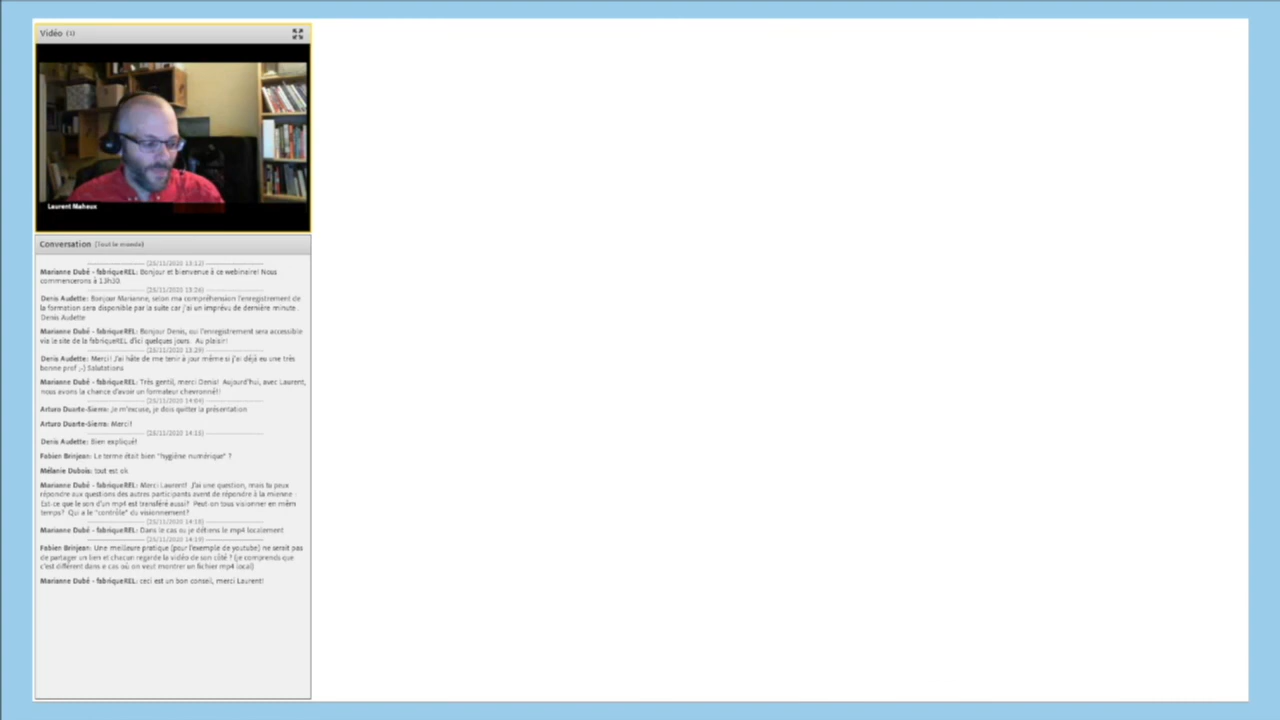 Vidéo (1)
Laurent Maheux
Conversation (Tout le monde)
(25/11/2020 13:12)
Marianne Dubé - fabriqueREL: Bonjour et bienvenue à ce webinaire! Nous
commencerons à 13h30.
(25/11/2020 13:26)
Denis Audette: Bonjour Marianne, selon ma compréhension l'enregistrement de
la formation sera disponible par la suite car j'ai un imprévu de dernière minute .
Denis Audette
Marianne Dubé - fabriqueREL: Bonjour Denis, oui l'enregistrement sera accessible
via le site de la fabriqueREL d'ici quelques jours. Au plaisir!
(25/11/2020 13:29)
Denis Audette: Merci! J'ai hâte de me tenir à jour même si j'ai déjà eu une très
bonne prof ;-) Salutations
Marianne Dubé - fabriqueREL: Très gentil, merci Denis! Aujourd'hui, avec Laurent,
nous avons la chance d'avoir un formateur chevronné!!
(25/11/2020 14:04)
Arturo Duarte-Sierra: Je m'excuse, je dois quitter la présentation
Arturo Duarte-Sierra: Merci!
(25/11/2020 14:15)
Denis Audette: Bien expliqué!
Fabien Brinjean: Le terme était bien "hygiène numérique" ?
Mélanie Dubois: tout est ok
Marianne Dubé - fabriqueREL: Merci Laurent! J'ai une question, mais tu peux
répondre aux questions des autres participants avant de répondre à la mienne :
Est-ce que le son d'un mp4 est transféré aussi? Peut-on tous visionner en mêm
temps? Qui a le "contrôle" du visionnement?
(25/11/2020 14:18)
Marianne Dubé - fabriqueREL: Dans le cas ou je détiens le mp4 localement
(25/11/2020 14:19)
Fabien Brinjean: Une meilleure pratique (pour l'exemple de youtube) ne serait pas
de partager un lien et chacun regarde la vidéo de son côté ? (je comprends que
c'est différent dans e cas où on veut montrer un fichier mp4 local)
Marianne Dubé - fabriqueREL: ceci est un bon conseil, merci Laurent!